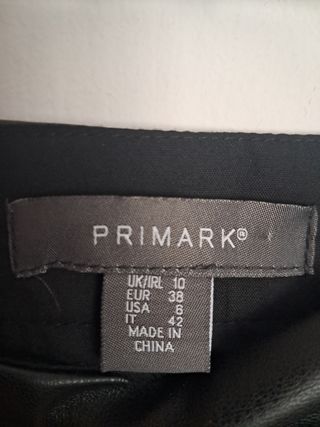 PRIMARK®
UK/IRL 10
EUR 38
USA 6
IT 42
MADE IN
CHINA